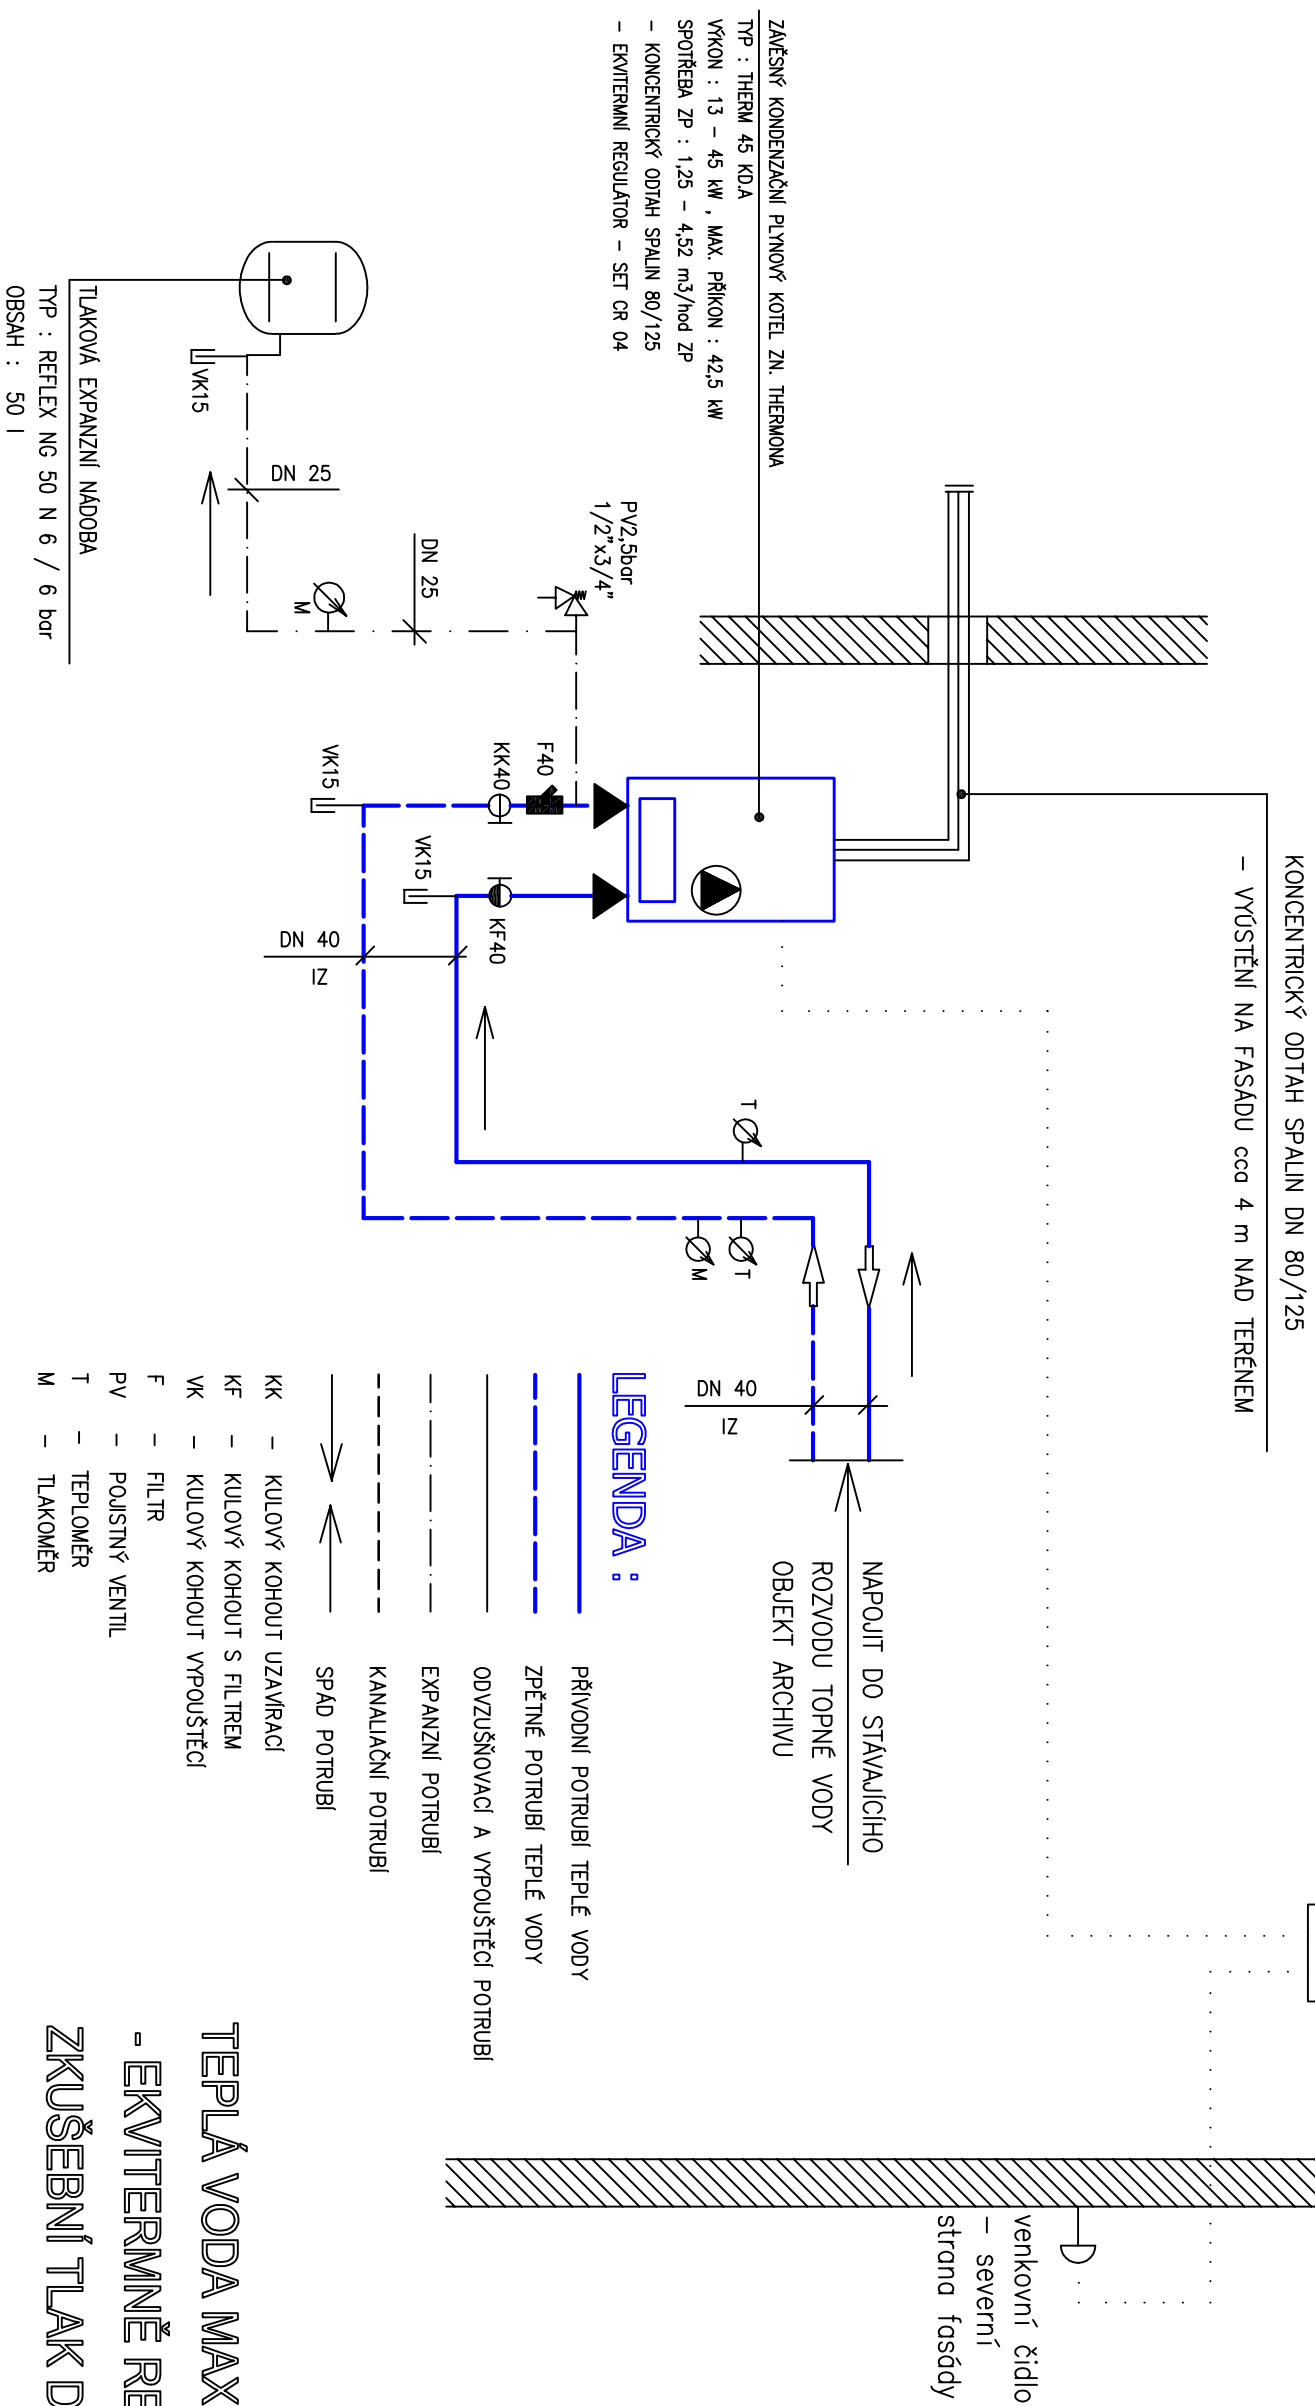 KONCENTRICKÝ ODTAH SPALIN DN 80/125
- VYÚSTĚNÍ NA FASÁDU cca 4 m NAD TERÉNEM
ZÁVĚSNÝ KONDENZAČNÍ PLYNOVÝ KOTEL ZN. THERMONA
TYP : THERM 45 KD.A
VÝKON : 13 - 45 kW , MAX. PŘÍKON : 42,5 kW
SPOTŘEBA ZP : 1,25 - 4,52 m3/hod ZP
- KONCENTRICKÝ ODTAH SPALIN 80/125
- EKVITERMNÍ REGULÁTOR - SET CR 04
PV2,5bar
1/2"x3/4"
DN 25
M
DN 25
VK15
TLAKOVÁ EXPANZNÍ NÁDOBA
TYP : REFLEX NG 50 N 6 / 6 bar
OBSAH : 50 l
F40
KK40
VK15
KF40
VK15
DN 40
IZ
T
T
M
DN 40
IZ
NAPOJIT DO STÁVAJÍCÍHO
ROZVODU TOPNÉ VODY
OBJEKT ARCHIVU
venkovní čidlo
- severní
strana fasády
LEGENDA :
PŘÍVODNÍ POTRUBÍ TEPLÉ VODY
ZPĚTNÉ POTRUBÍ TEPLÉ VODY
ODVZUŠŇOVACÍ A VYPOUŠTĚCÍ POTRUBÍ
EXPANZNÍ POTRUBÍ
KANALIAČNÍ POTRUBÍ
SPÁD POTRUBÍ
KK - KULOVÝ KOHOUT UZAVÍRACÍ
KF - KULOVÝ KOHOUT S FILTREM
VK - KULOVÝ KOHOUT VYPOUŠTĚCÍ
F - FILTR
PV - POJISTNÝ VENTIL
T - TEPLOMĚR
M - TLAKOMĚR
TEPLÁ VODA MAX
- EKVITERMNĚ RE
ZKUŠEBNÍ TLAK D